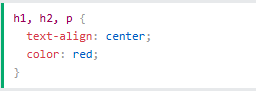 h1, h2, p {
  text-align: center;
  color: red;
}